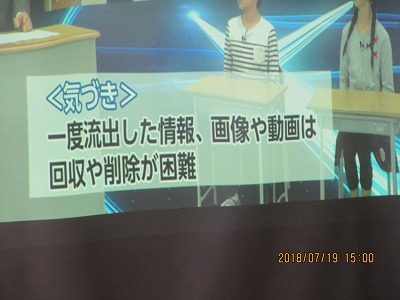 <気づき>
一度流出した情報、画像や動画は
回収や削除が困難
2018/07/19 15:00